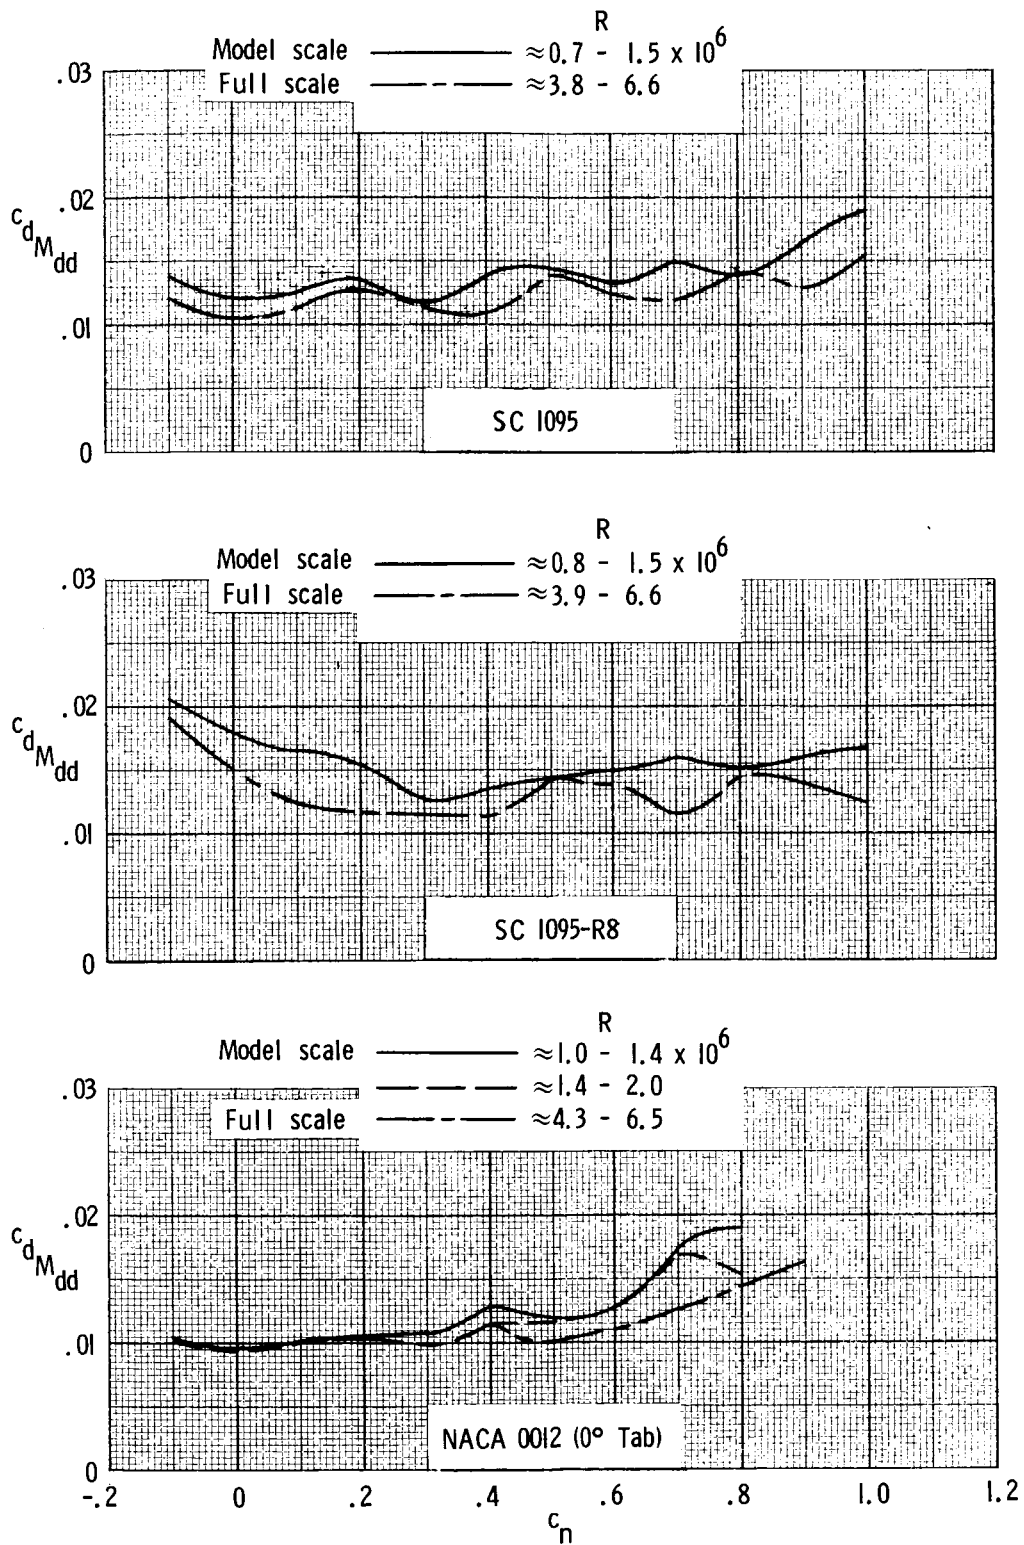 R
Model scale ≈0.7 - 1.5 x 10^6
Full scale ≈3.8 - 6.6
.03
.02
c_d_M_dd
.01
0
SC 1095
R
Model scale ≈0.8 - 1.5 x 10^6
Full scale ≈3.9 - 6.6
.03
.02
c_d_M_dd
.01
0
SC 1095-R8
R
Model scale ≈1.0 - 1.4 x 10^6
≈1.4 - 2.0
Full scale ≈4.3 - 6.5
.03
.02
c_d_M_dd
.01
0
NACA 0012 (0° Tab)
-.2 0 .2 .4 .6 .8 1.0 1.2
c_n